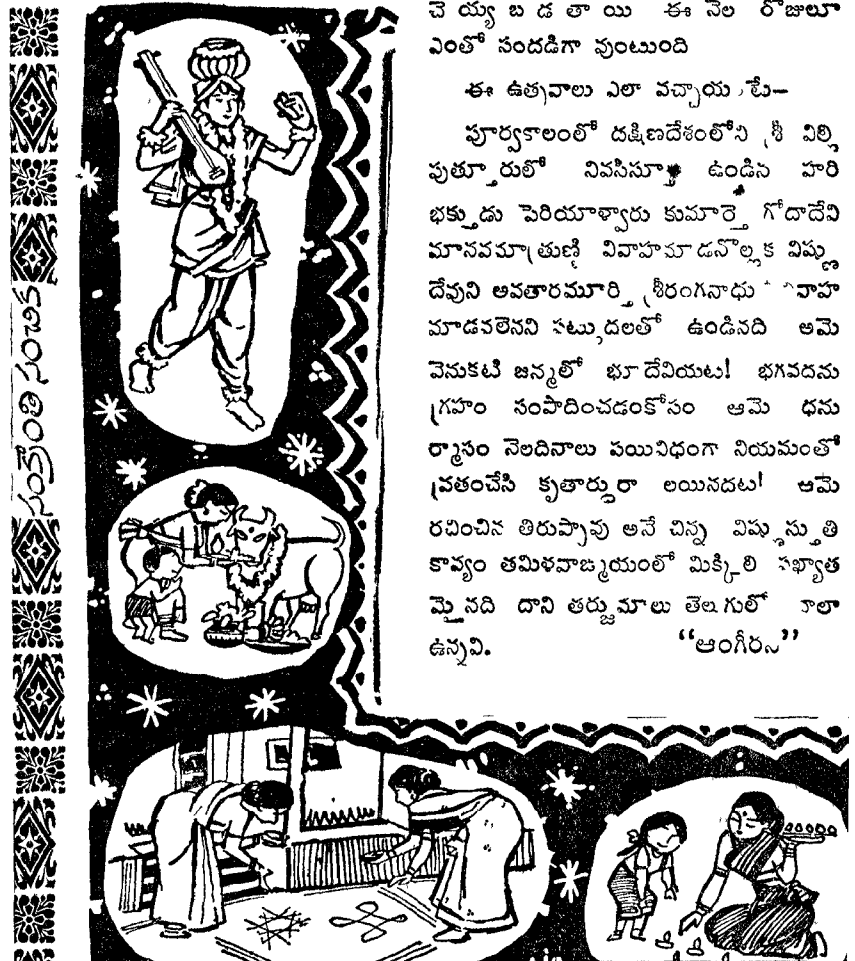 చె య్య బ డ తా యి ఈ నెల రోజులూ
ఎంతో సందడిగా వుంటుంది
ఈ ఉత్సవాలు ఎలా వచ్చాయ టే—
పూర్వకాలంలో దక్షిణదేశంలోని శ్రీ విల్లి
పుత్తూరులో నివసిస్తూ ఉండిన హరి
భక్తుడు పెరియాళ్వారు కుమార్తె గోదాదేవి
మానవమాత్రుణ్ణి వివాహమాడనొల్లక విష్ణు
దేవుని అవతారమూర్తి శ్రీరంగనాధు వాహ
మాడవలెనని పట్టుదలతో ఉండినది ఆమె
వెనుకటి జన్మలో భూదేవియట! భగవదను
గ్రహం సంపాదించడంకోసం ఆమె ధను
ర్మాసం నెలదినాలు పయివిధంగా నియమంతో
వ్రతంచేసి కృతార్థురా లయినదట! ఆమె
రచించిన తిరుప్పావు అనే చిన్న విష్ణుస్తుతి
కావ్యం తమిళవాఙ్మయంలో మిక్కిలి ప్రఖ్యాత
మ్మైనది దాని తర్జుమాలు తెలుగులో చాలా
ఉన్నవి. “ఆంగీరస”
సంక్రాంతి సంచిక